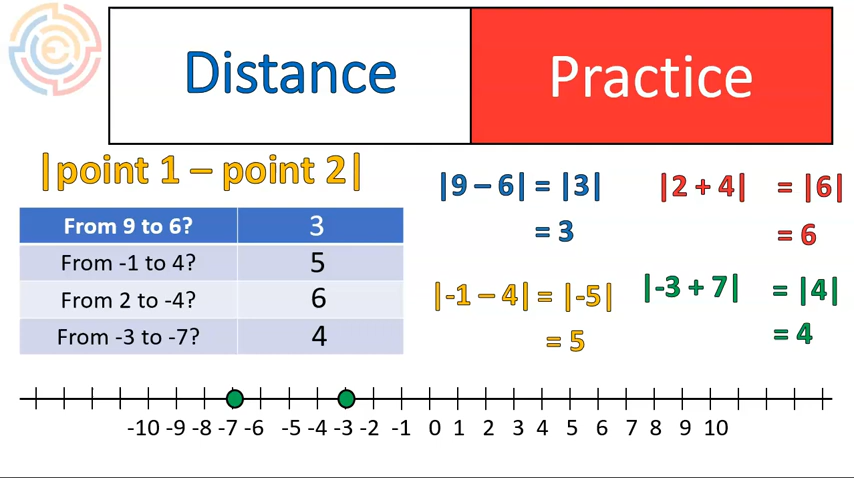 Distance
Practice
|point 1 – point 2|
From 9 to 6? 3
From -1 to 4? 5
From 2 to -4? 6
From -3 to -7? 4
|9 – 6| = |3|
= 3
|2 + 4| = |6|
= 6
|-1 – 4| = |-5|
= 5
|-3 + 7| = |4|
= 4
-10 -9 -8 -7 -6 -5 -4 -3 -2 -1 0 1 2 3 4 5 6 7 8 9 10